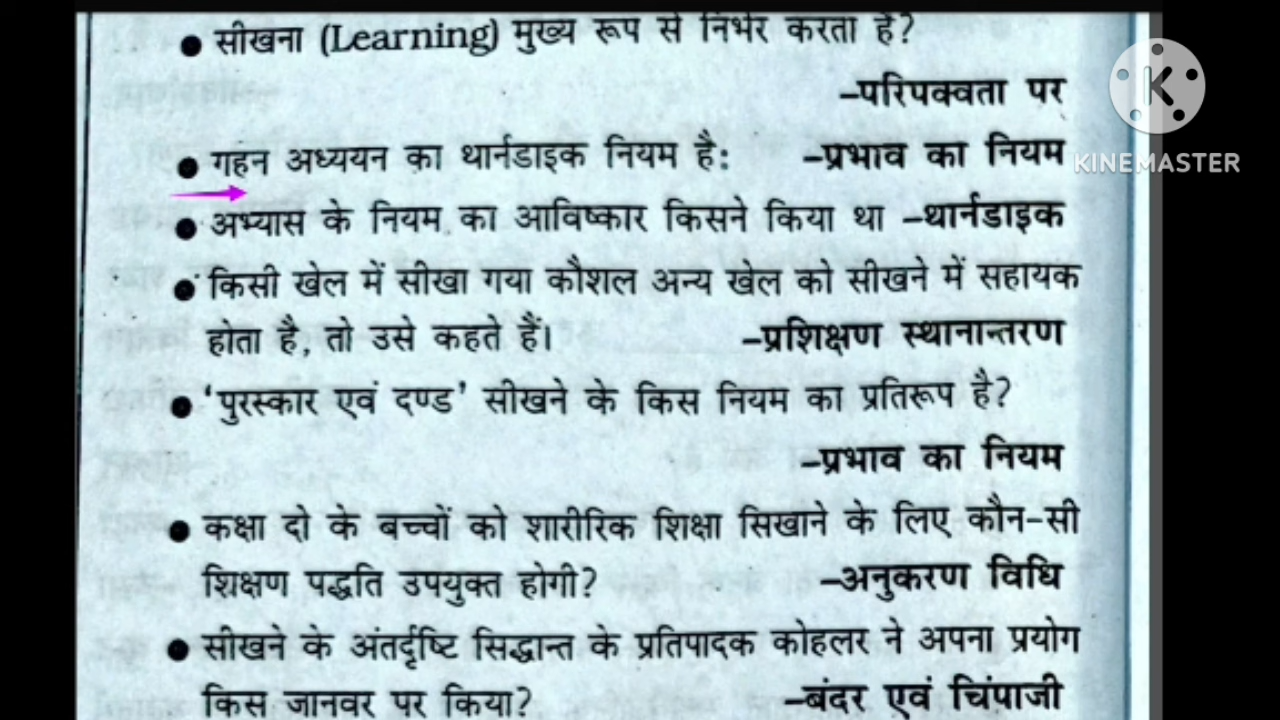 ● सीखना (Learning) मुख्य रूप से निर्भर करता है?
–परिपक्वता पर
● गहन अध्ययन का थार्नडाइक नियम है: –प्रभाव का नियम
KINEMASTER
● अभ्यास के नियम का आविष्कार किसने किया था –थार्नडाइक
● किसी खेल में सीखा गया कौशल अन्य खेल को सीखने में सहायक
होता है, तो उसे कहते हैं। –प्रशिक्षण स्थानान्तरण
● ‘पुरस्कार एवं दण्ड’ सीखने के किस नियम का प्रतिरूप है?
–प्रभाव का नियम
● कक्षा दो के बच्चों को शारीरिक शिक्षा सिखाने के लिए कौन-सी
शिक्षण पद्धति उपयुक्त होगी? –अनुकरण विधि
● सीखने के अंतर्दृष्टि सिद्धान्त के प्रतिपादक कोहलर ने अपना प्रयोग
किस जानवर पर किया? –बंदर एवं चिंपाजी